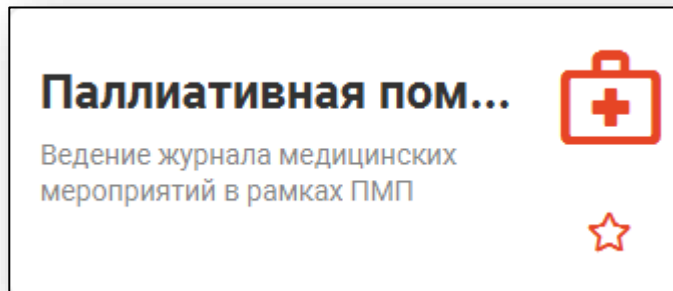 Паллиативная пом...
Ведение журнала медицинских
мероприятий в рамках ПМП